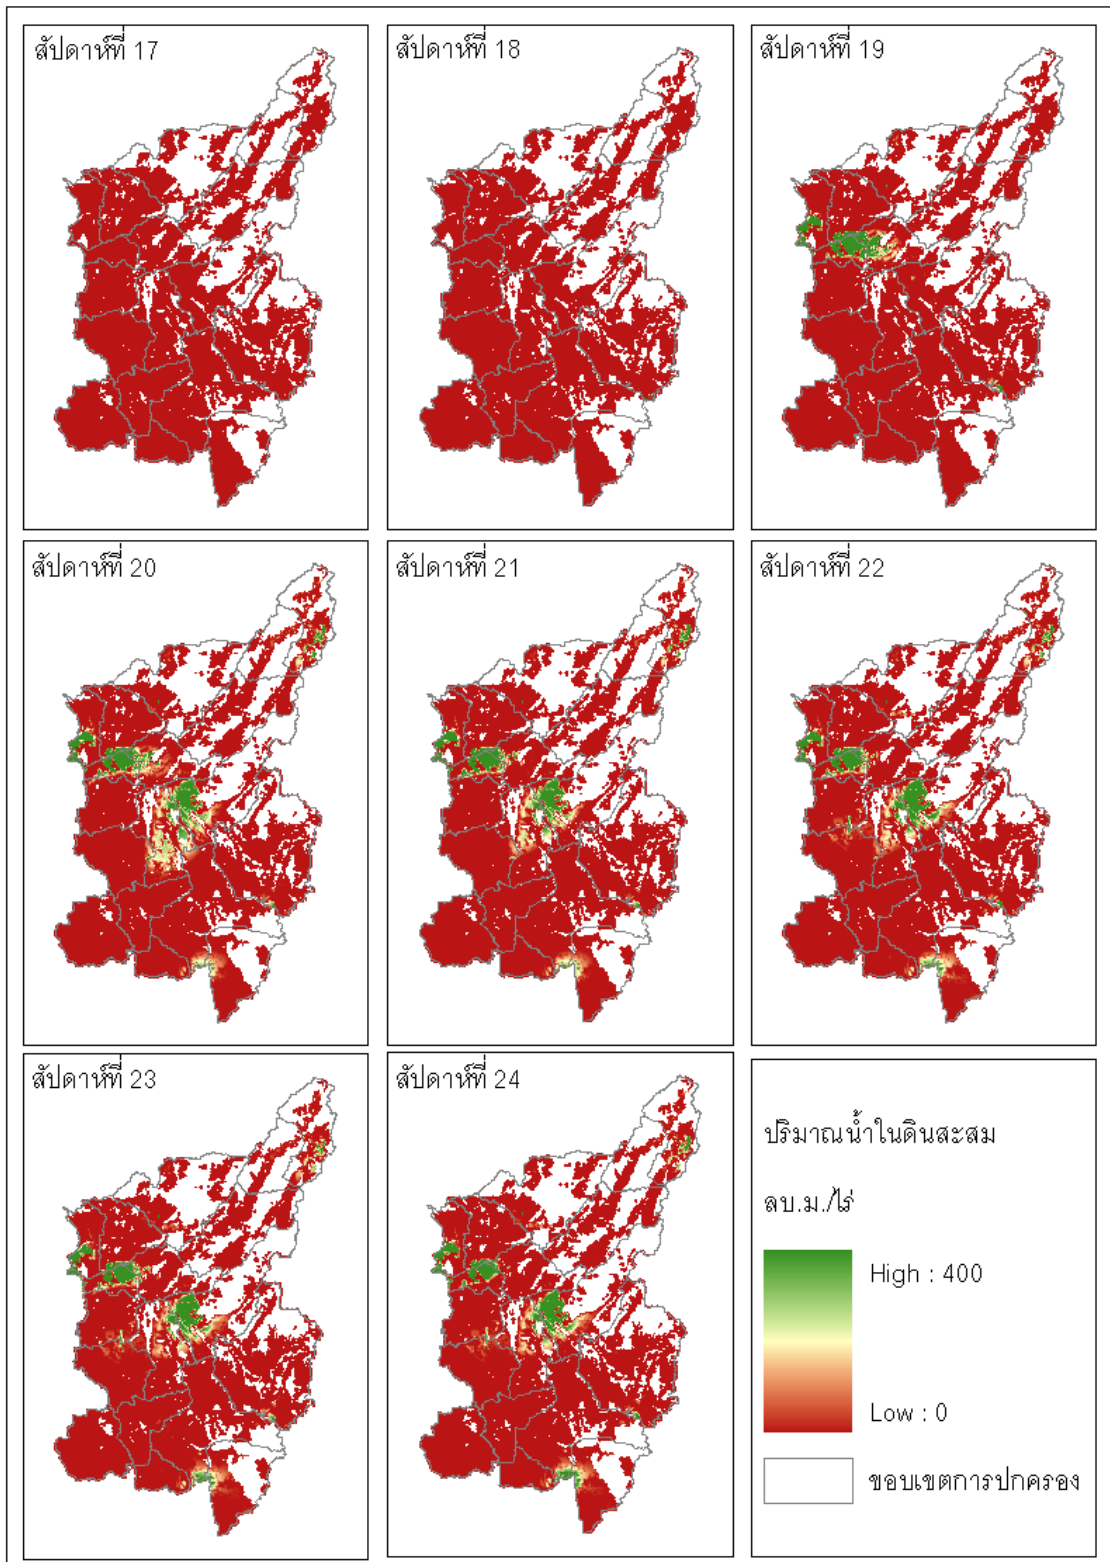 สัปดาห์ที่ 17
สัปดาห์ที่ 18
สัปดาห์ที่ 19
สัปดาห์ที่ 20
สัปดาห์ที่ 21
สัปดาห์ที่ 22
สัปดาห์ที่ 23
สัปดาห์ที่ 24
ปริมาณน้ำในดินสะสม
ลบ.ม./ไร่
High : 400
Low : 0
ขอบเขตการปกครอง